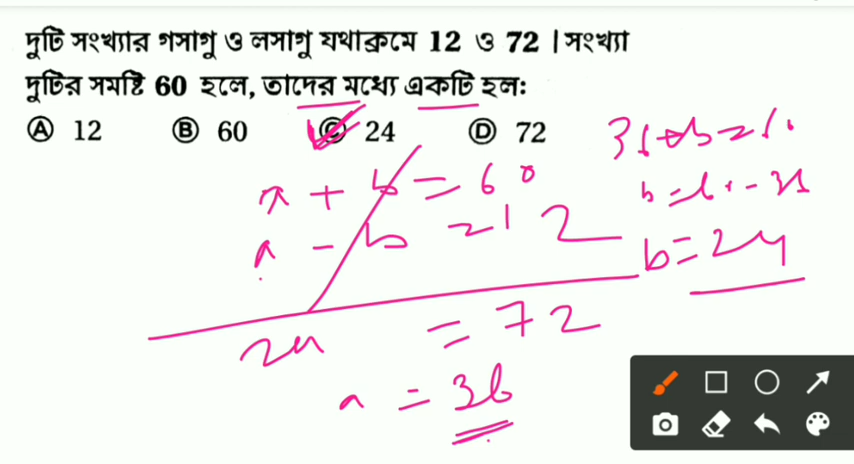 দুটি সংখ্যার গসাগু ও লসাগু যথাক্রমে 12 ও 72 । সংখ্যা
দুটির সমষ্টি 60 হলে, তাদের মধ্যে একটি হল:
Ⓐ 12 Ⓑ 60 Ⓒ 24 Ⓓ 72
a + b = 60
a - b = 12
2a = 72
a = 36
36+b=60
b=60-36
b=24